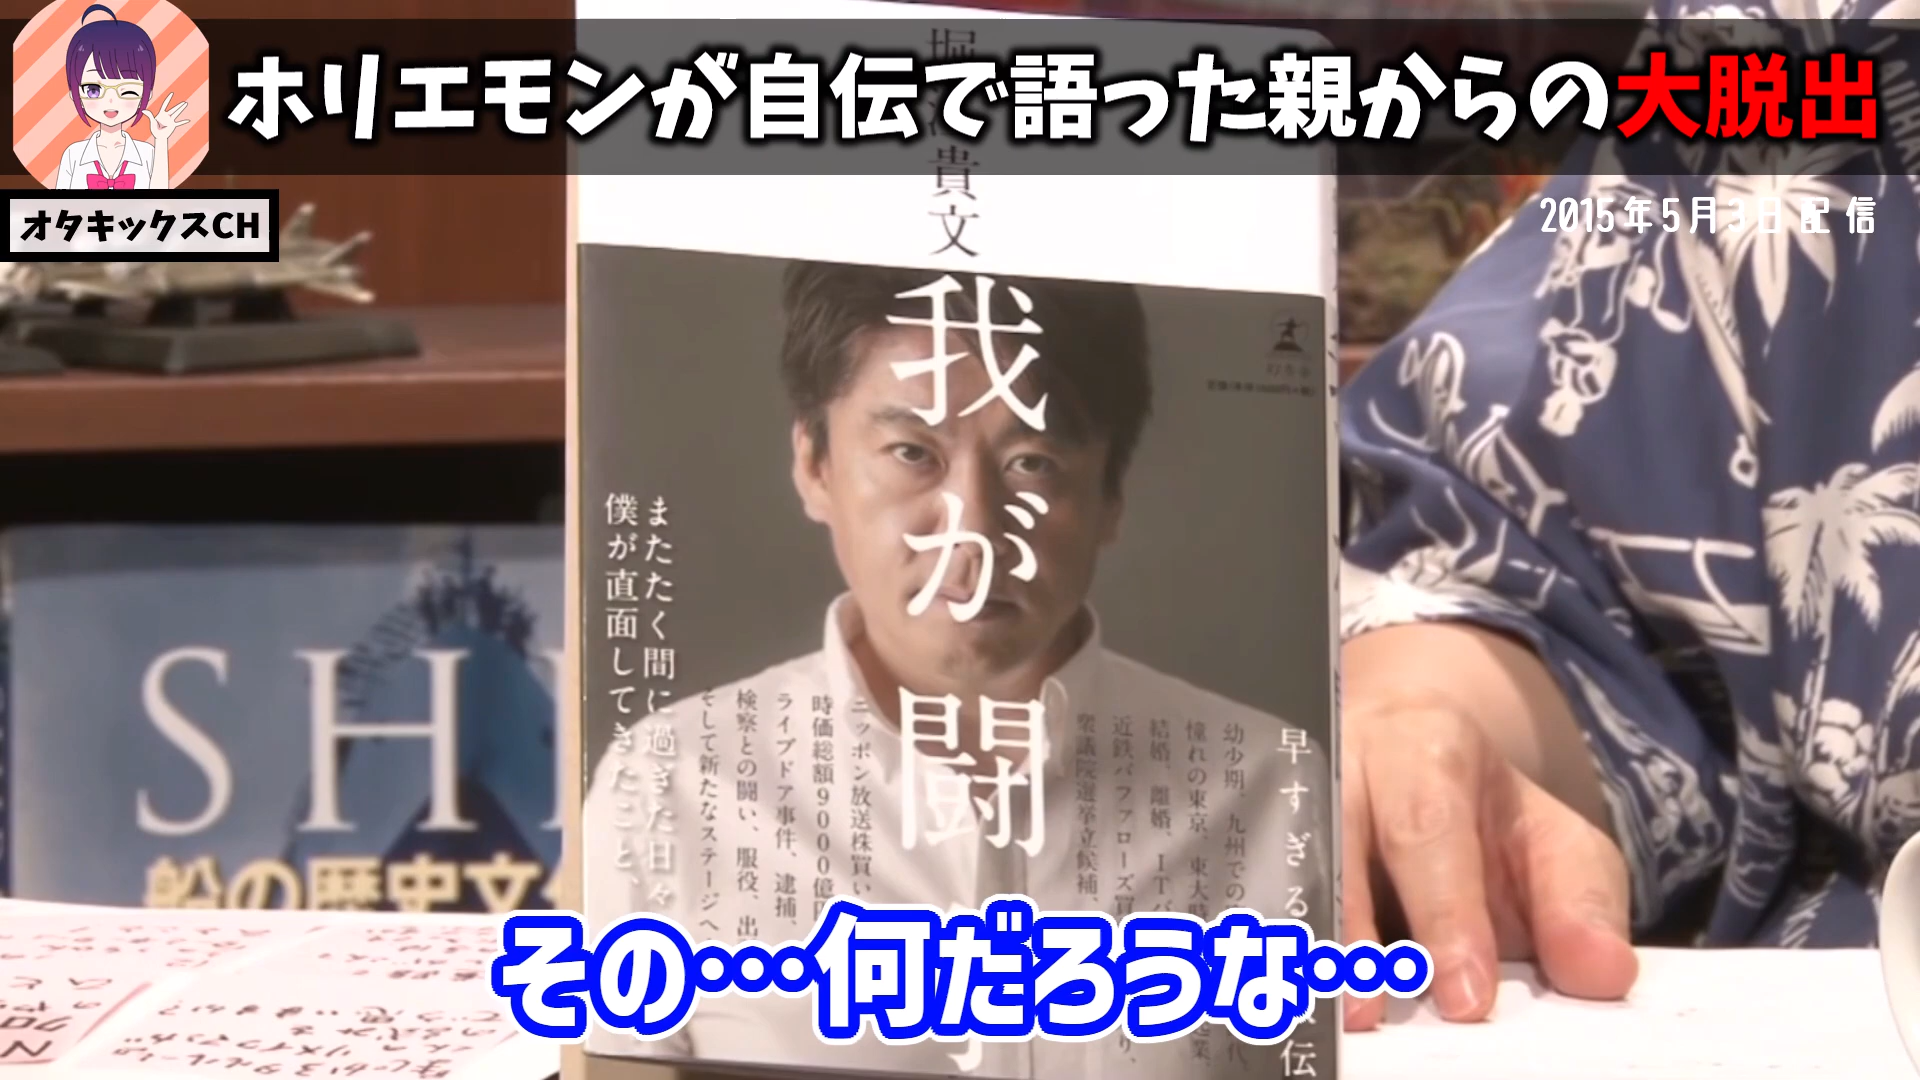 ホリエモンが自伝で語った親からの大脱出
オタキックスCH
2015年5月3日 配信
貴文
我が闘
早すぎる
伝
幼少期、九州での
憧れの東京、東大時
結婚、離婚、ITバ
近鉄バファローズ買
衆議院選挙立候補、
ニッポン放送株買い
時価総額9000億円
ライブドア事件、逮捕、
検察との闘い、服役、出
そして新たなステージへ
またたく間に過ぎた日々
僕が直面してきたこと、
SHI
船の歴史文
その…何だろうな…